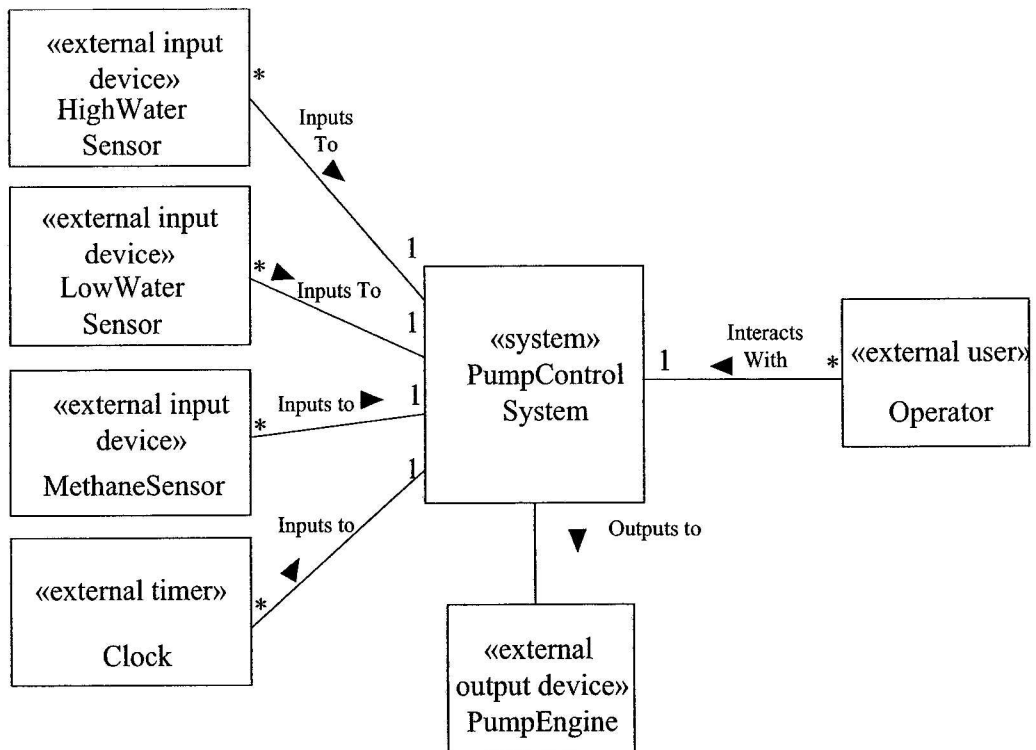 «external input
device»
HighWater
Sensor
*
Inputs
To
1
«external input
device»
LowWater
Sensor
*
Inputs To
1
«external input
device»
MethaneSensor
*
Inputs to
1
«external timer»
Clock
*
Inputs to
1
«system»
PumpControl
System
1
Interacts
With
*
«external user»
Operator
Outputs to
«external
output device»
PumpEngine